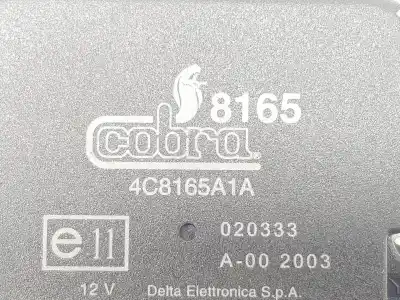 8165
cobra
4C8165A1A
e11
020333
A-00 2003
12 V
Delta Elettronica S.p.A.